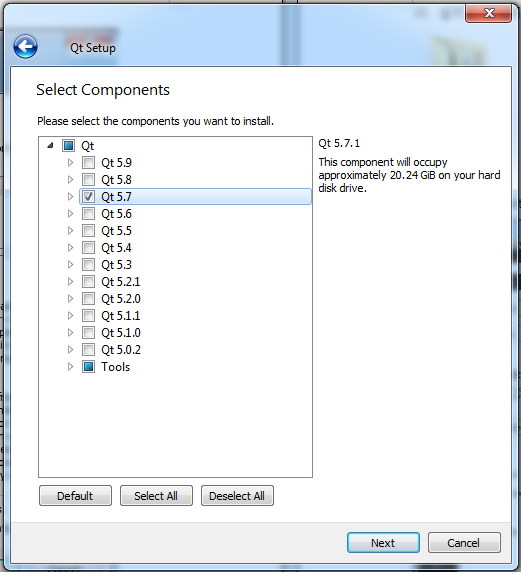 Qt Setup
Select Components
Please select the components you want to install.
Qt
Qt 5.9
Qt 5.8
Qt 5.7
Qt 5.6
Qt 5.5
Qt 5.4
Qt 5.3
Qt 5.2.1
Qt 5.2.0
Qt 5.1.1
Qt 5.1.0
Qt 5.0.2
Tools
Qt 5.7.1
This component will occupy
approximately 20.24 GiB on your hard
disk drive.
Default
Select All
Deselect All
Next
Cancel